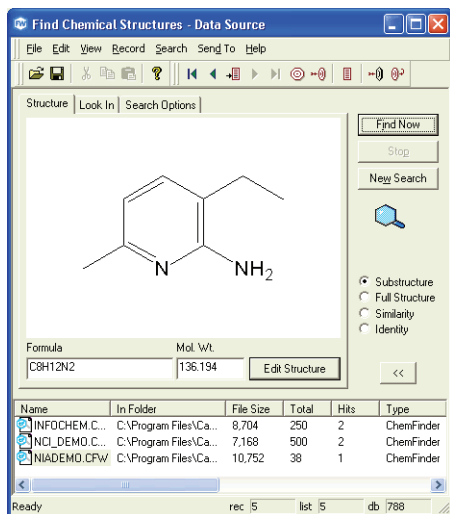 Find Chemical Structures - Data Source
File Edit View Record Search Send To Help
Structure Look In Search Options
Find Now
Stop
New Search
N
NH2
Substructure
Full Structure
Similarity
Identity
Formula Mol. Wt.
C8H12N2 136.194 Edit Structure <<
Name In Folder File Size Total Hits Type
INFOCHEM.C... C:\Program Files\Ca... 8,704 250 2 ChemFinder
NCI_DEMO.C... C:\Program Files\Ca... 7,168 500 2 ChemFinder
NIADEMO.CFW C:\Program Files\Ca... 10,752 38 1 ChemFinder
Ready rec 5 list 5 db 788